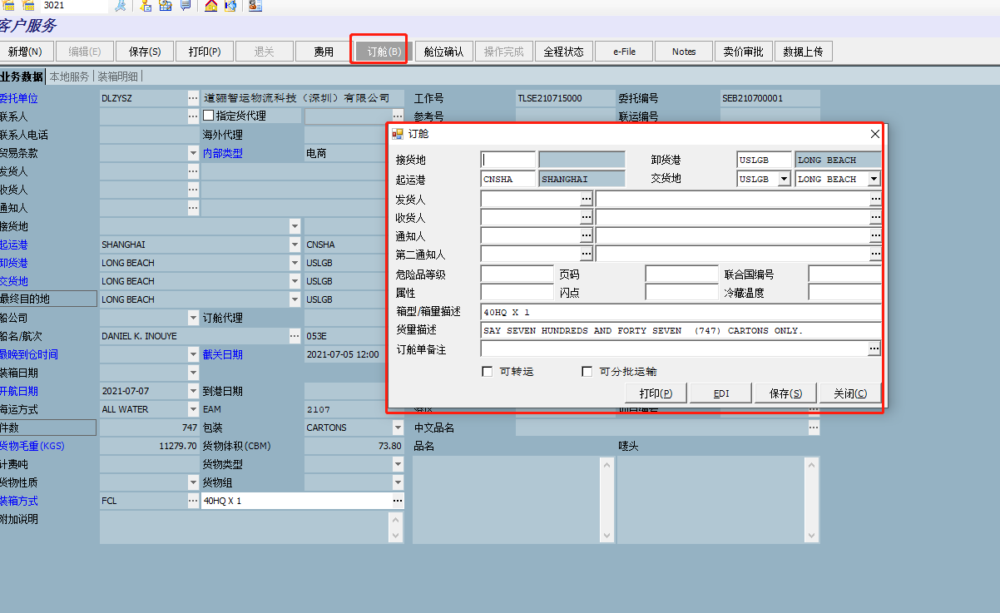 3021
客户服务
新增(N) 编辑(E) 保存(S) 打印(P) 退关 费用 订舱(B) 舱位确认 操作完成 全程状态 e-File Notes 卖价审批 数据上传
业务数据 本地服务 装箱明细
委托单位 DLZYSZ 道骊智运物流科技（深圳）有限公司 工作号 TLSE210715000 委托编号 SEB210700001
联系人 指定货代理 参考号 联运编号
联系人电话 海外代理
贸易条款 内部类型 电商
发货人
收货人
通知人
接货地
起运港 SHANGHAI CNSHA
卸货港 LONG BEACH USLGB
交货地 LONG BEACH USLGB
最终目的地 LONG BEACH USLGB
船公司 订舱代理
船名/航次 DANIEL K. INOUYE 053E
最晚到仓时间 截关日期 2021-07-05 12:00
装箱日期
开航日期 2021-07-07 到港日期
海运方式 ALL WATER EAM 2107
件数 747 包装 CARTONS 中文品名
货物毛重(KGS) 11279.70 货物体积(CBM) 73.80 品名 唛头
计费吨 货物类型
货物性质 货物组
装箱方式 FCL 40HQ X 1
附加说明
订舱
接货地 卸货港 USLGB LONG BEACH
起运港 CNSHA SHANGHAI 交货地 USLGB LONG BEACH
发货人
收货人
通知人
第二通知人
危险品等级 页码 联合国编号
属性 闪点 冷藏温度
箱型/箱量描述 40HQ X 1
货量描述 SAY SEVEN HUNDREDS AND FORTY SEVEN (747) CARTONS ONLY.
订舱单备注
可转运 可分批运输
打印(P) EDI 保存(S) 关闭(C)